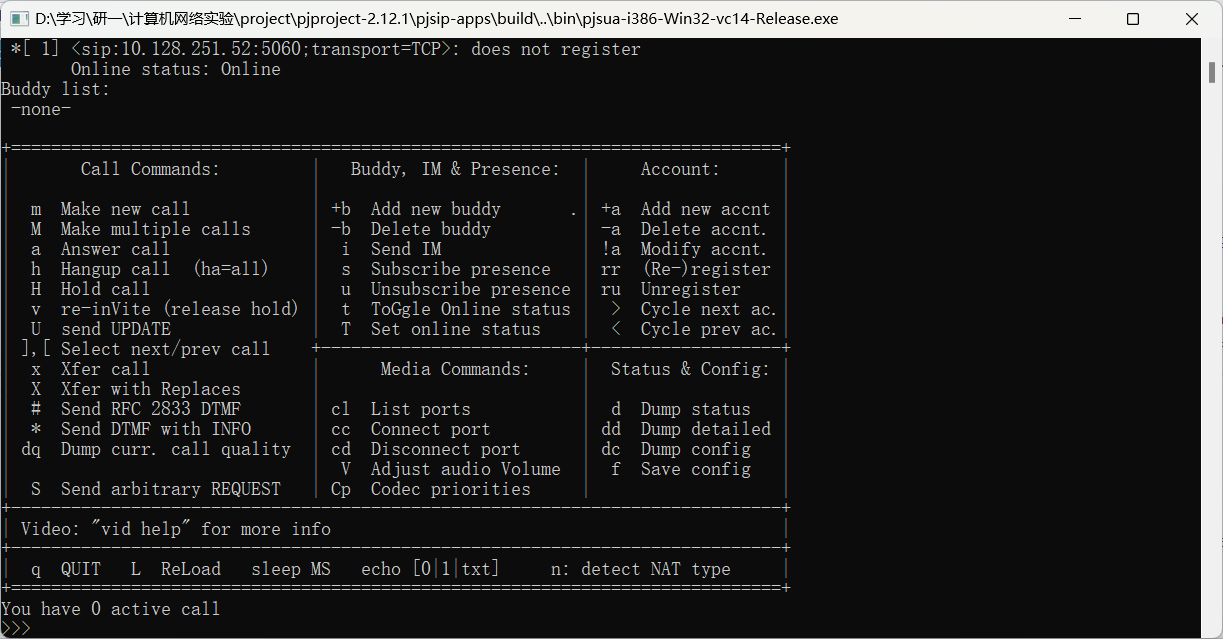 D:\学习\研一\计算机网络实验\project\pjproject-2.12.1\pjsip-apps\build\..\bin\pjsua-i386-Win32-vc14-Release.exe
*[ 1] <sip:10.128.251.52:5060;transport=TCP>: does not register
Online status: Online
Buddy list:
-none-
+=============================================================================+
|       Call Commands:         |   Buddy, IM & Presence:  |     Account:      |
|                              |                          |                   |
|  m  Make new call            | +b  Add new buddy       .| +a  Add new accnt |
|  M  Make multiple calls      | -b  Delete buddy         | -a  Delete accnt. |
|  a  Answer call              |  i  Send IM              | !a  Modify accnt. |
|  h  Hangup call  (ha=all)    |  s  Subscribe presence   | rr  (Re-)register |
|  H  Hold call                |  u  Unsubscribe presence | ru  Unregister    |
|  v  re-inVite (release hold) |  t  ToGgle Online status |  >  Cycle next ac.|
|  U  send UPDATE              |  T  Set online status    |  <  Cycle prev ac.|
| ],[ Select next/prev call    +--------------------------+-------------------+
|  x  Xfer call                |      Media Commands:     |  Status & Config: |
|  X  Xfer with Replaces       |                          |                   |
|  #  Send RFC 2833 DTMF       | cl  List ports           |  d  Dump status   |
|  *  Send DTMF with INFO      | cc  Connect port         | dd  Dump detailed |
| dq  Dump curr. call quality  | cd  Disconnect port      | dc  Dump config   |
|                              |  V  Adjust audio Volume  |  f  Save config   |
|  S  Send arbitrary REQUEST   | Cp  Codec priorities     |                   |
+-----------------------------------------------------------------------------+
| Video: "vid help" for more info                                             |
+-----------------------------------------------------------------------------+
|  q  QUIT   L  ReLoad   sleep MS   echo [0|1|txt]     n: detect NAT type     |
+=============================================================================+
You have 0 active call
>>>